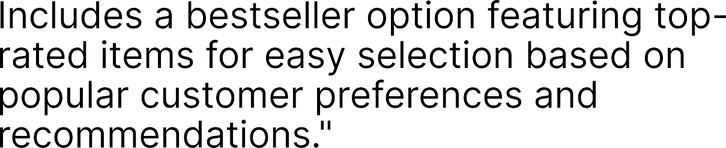 Includes a bestseller option featuring top-
rated items for easy selection based on
popular customer preferences and
recommendations."